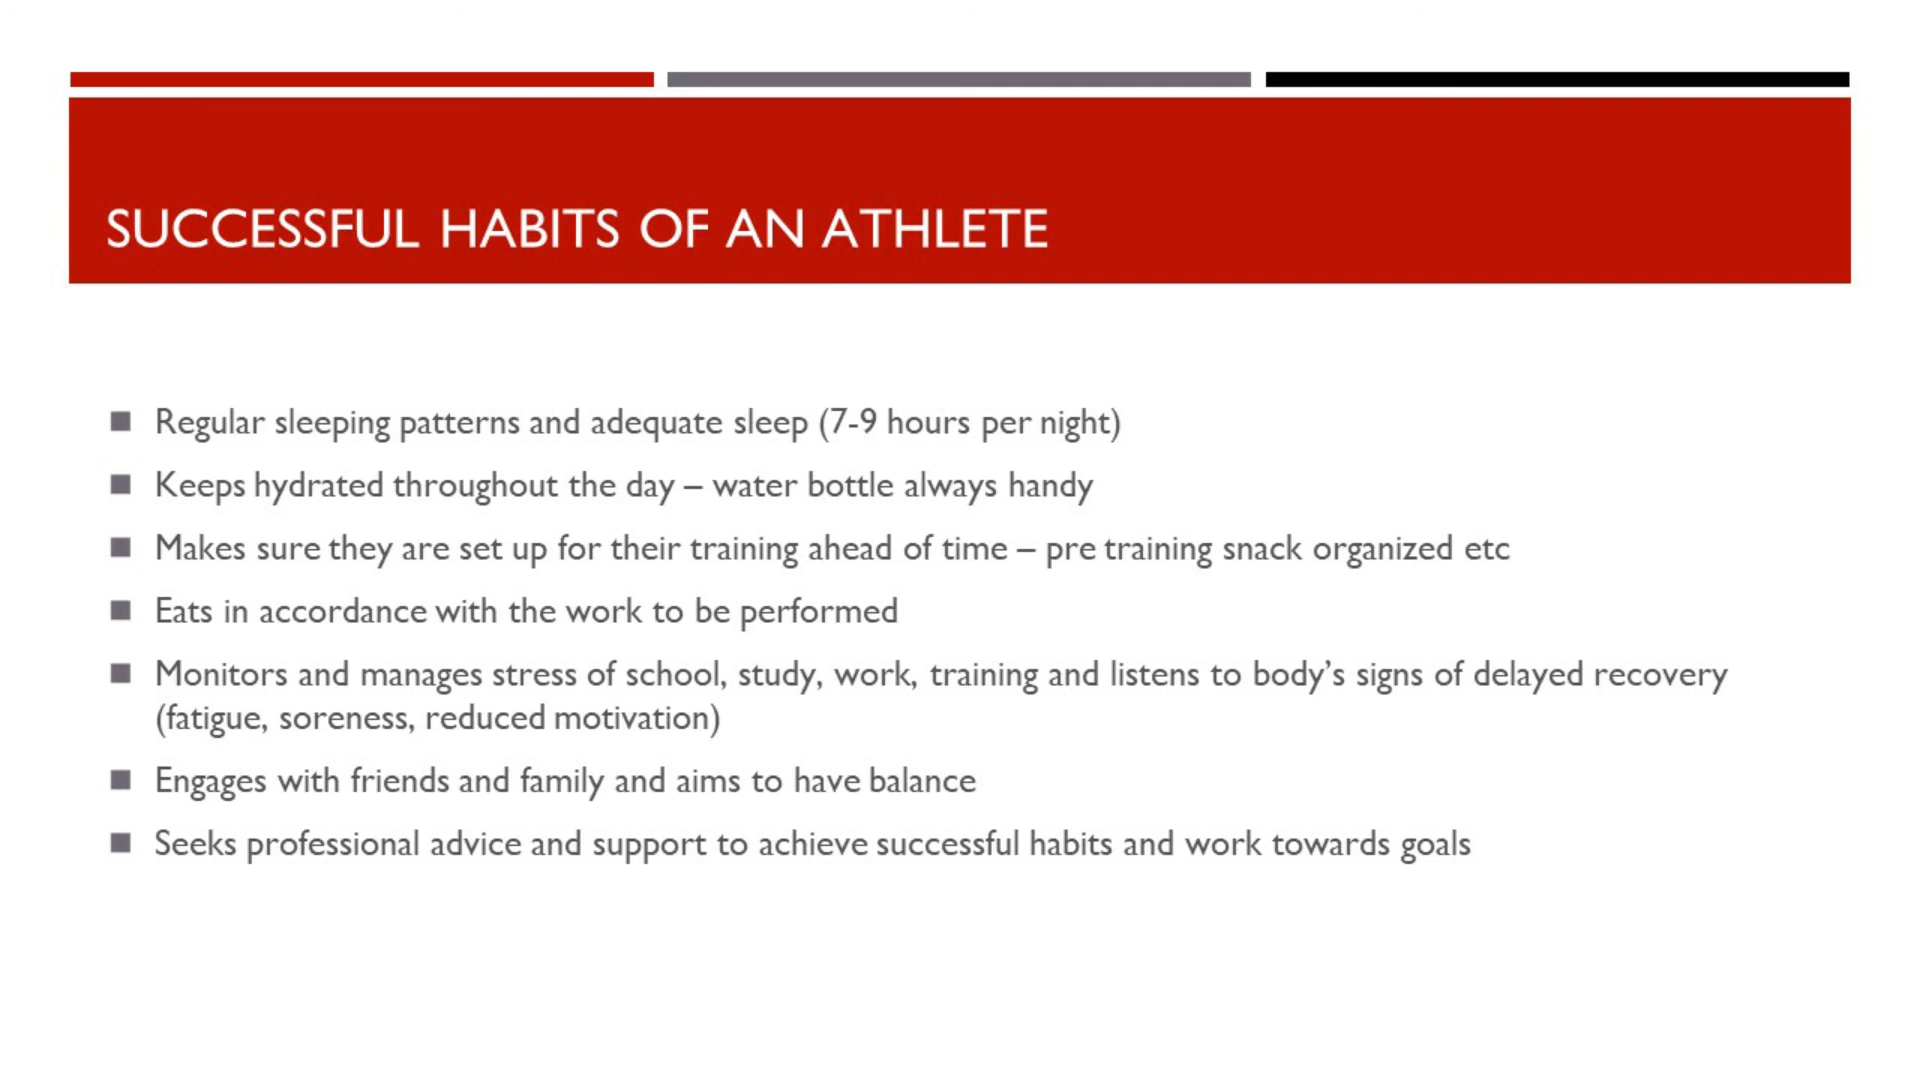 SUCCESSFUL HABITS OF AN ATHLETE
Regular sleeping patterns and adequate sleep (7-9 hours per night)
Keeps hydrated throughout the day – water bottle always handy
Makes sure they are set up for their training ahead of time – pre training snack organized etc
Eats in accordance with the work to be performed
Monitors and manages stress of school, study, work, training and listens to body’s signs of delayed recovery
(fatigue, soreness, reduced motivation)
Engages with friends and family and aims to have balance
Seeks professional advice and support to achieve successful habits and work towards goals